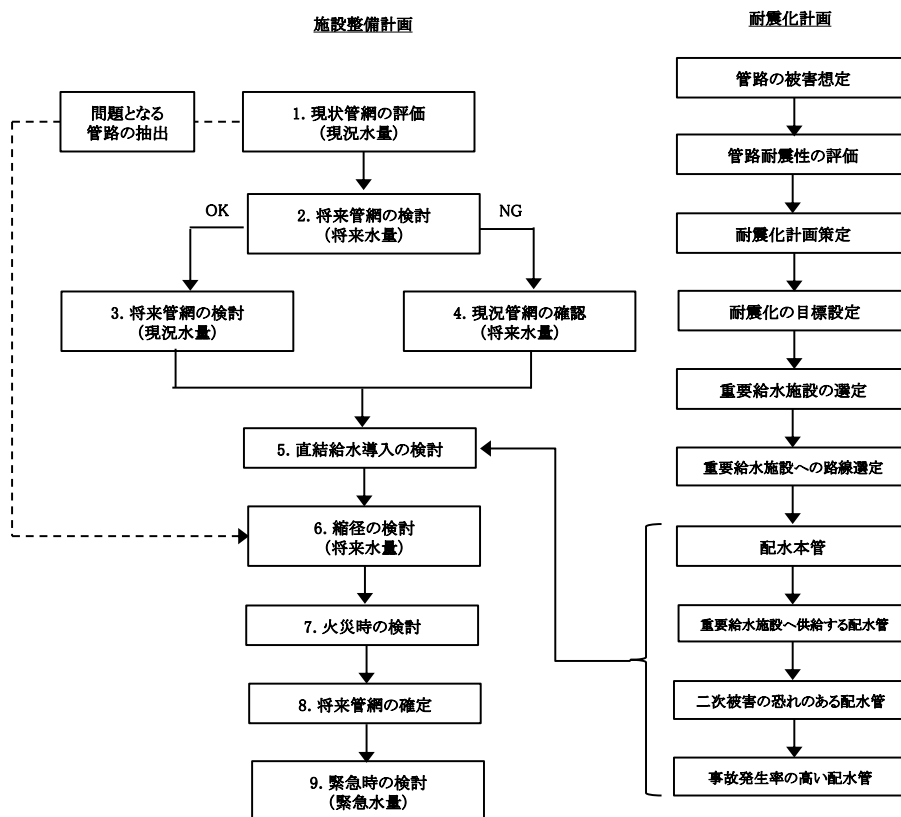 施設整備計画
問題となる
管路の抽出
1. 現状管網の評価
(現況水量)
OK
2. 将来管網の検討
(将来水量)
NG
3. 将来管網の検討
(現況水量)
4. 現況管網の確認
(将来水量)
5. 直結給水導入の検討
6. 縮径の検討
(将来水量)
7. 火災時の検討
8. 将来管網の確定
9. 緊急時の検討
(緊急水量)
耐震化計画
管路の被害想定
管路耐震性の評価
耐震化計画策定
耐震化の目標設定
重要給水施設の選定
重要給水施設への路線選定
配水本管
重要給水施設へ供給する配水管
二次被害の恐れのある配水管
事故発生率の高い配水管